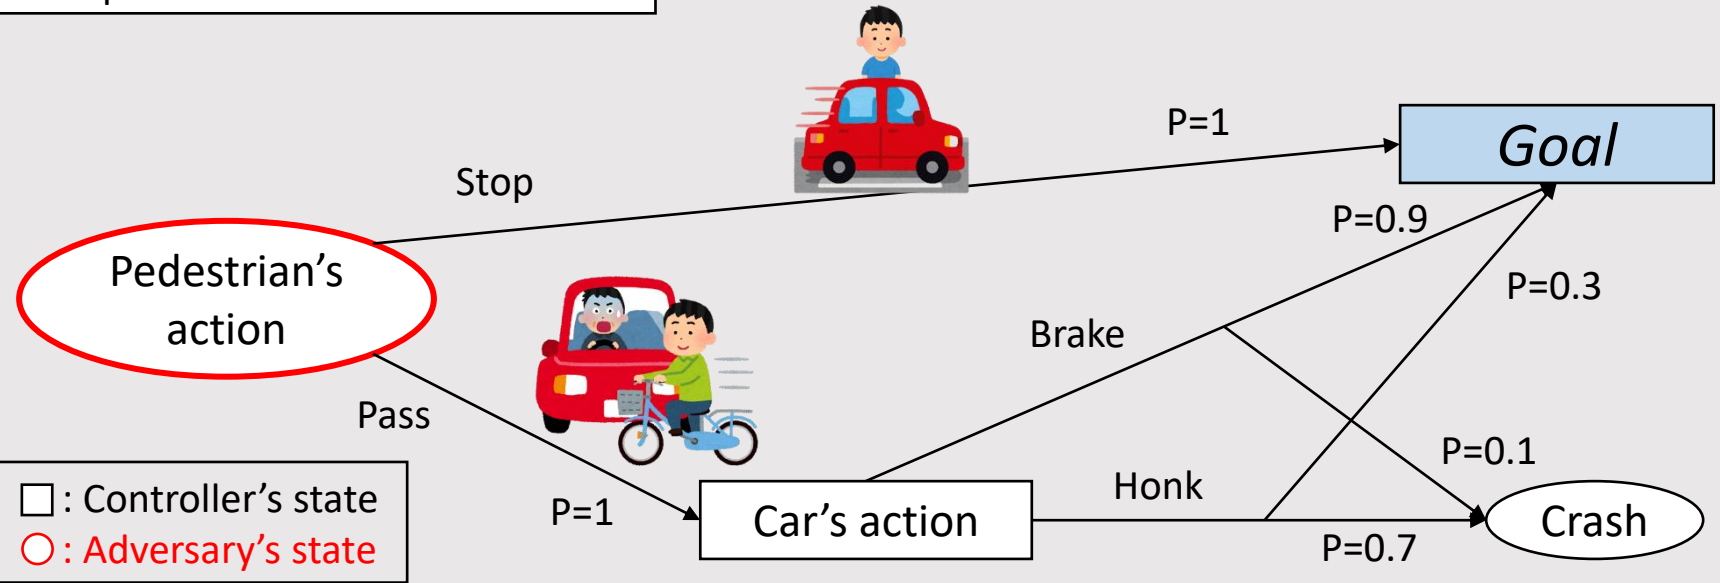 Stop
P=1
Goal
P=0.9
P=0.3
Pedestrian's
action
Brake
Pass
P=1
Car's action
Honk
P=0.1
P=0.7
Crash
: Controller's state
: Adversary's state